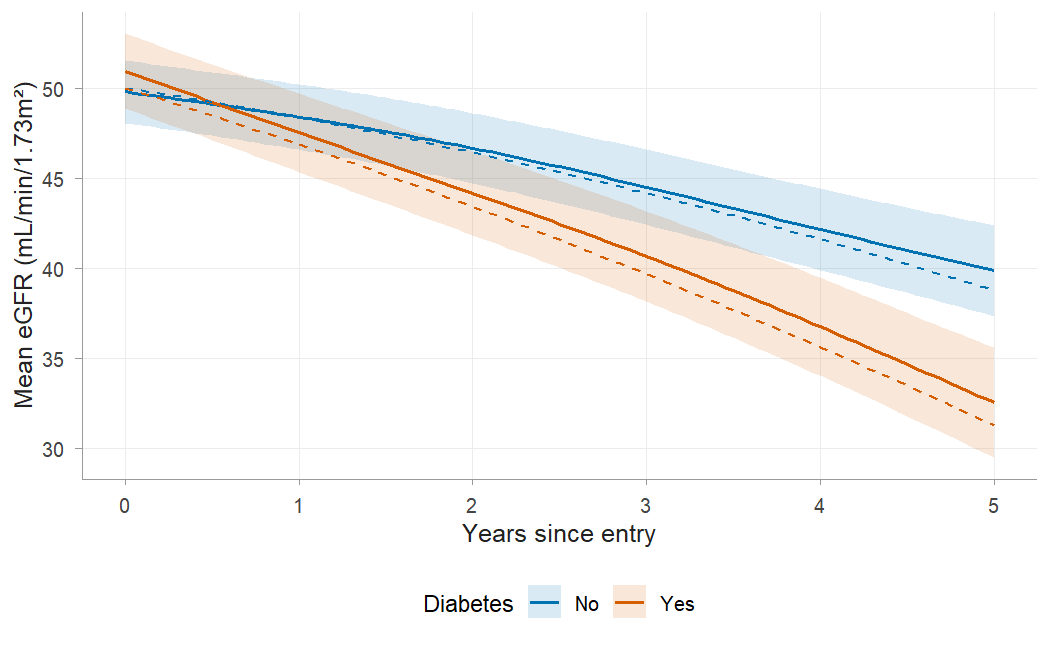 Mean eGFR (mL/min/1.73m²)
50
45
40
35
30
0 1 2 3 4 5
Years since entry
Diabetes No Yes